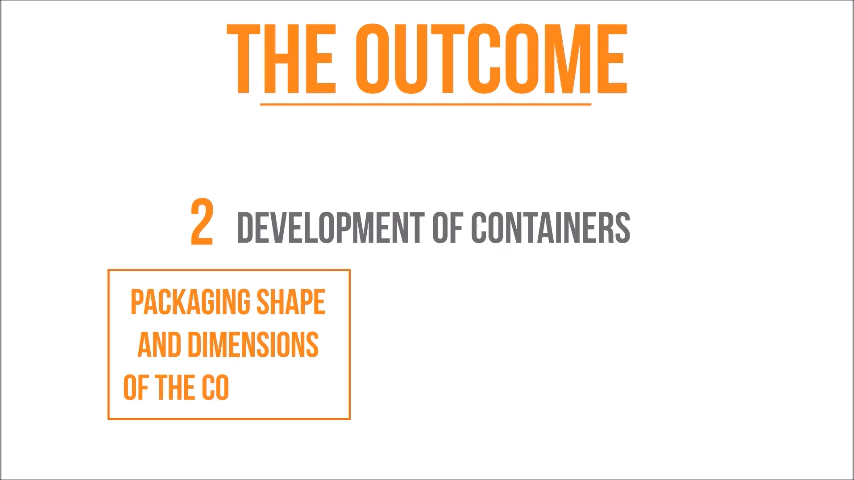 THE OUTCOME
2 DEVELOPMENT OF CONTAINERS
PACKAGING SHAPE
AND DIMENSIONS
OF THE CO